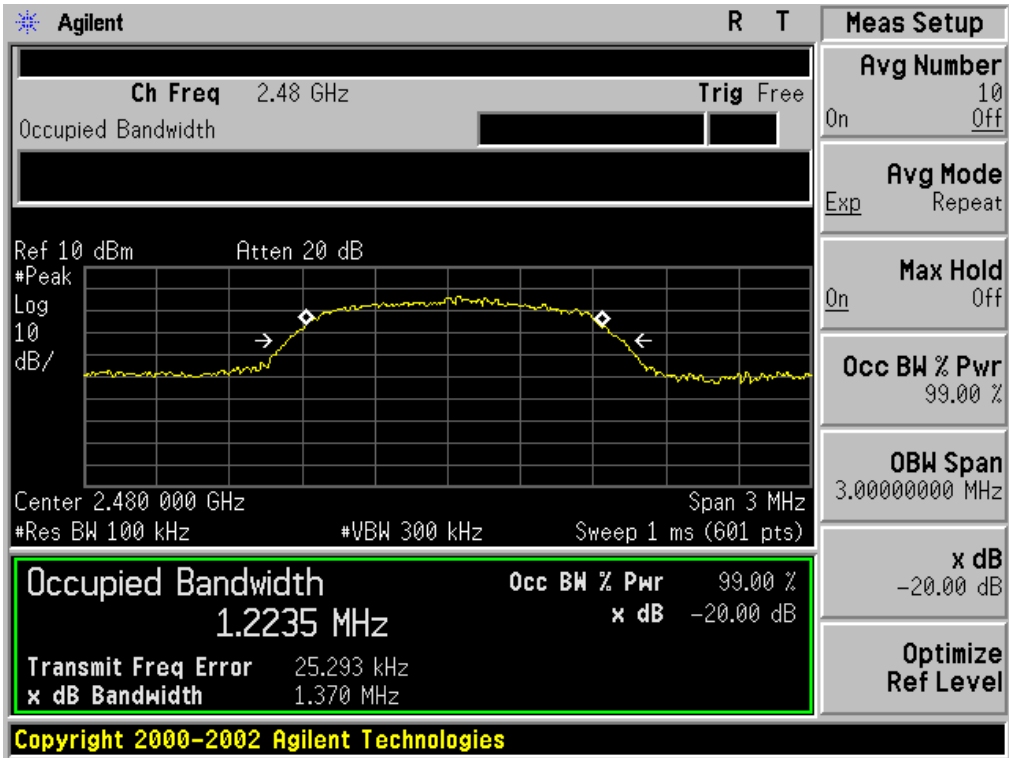 Agilent R T
Ch Freq 2.48 GHz Trig Free
Occupied Bandwidth
Ref 10 dBm Atten 20 dB
#Peak
Log
10
dB/
Center 2.480 000 GHz Span 3 MHz
#Res BW 100 kHz #VBW 300 kHz Sweep 1 ms (601 pts)
Occupied Bandwidth
1.2235 MHz
Occ BW % Pwr 99.00 %
x dB -20.00 dB
Transmit Freq Error 25.293 kHz
x dB Bandwidth 1.370 MHz
Copyright 2000-2002 Agilent Technologies
Meas Setup
Avg Number
10
On Off
Avg Mode
Exp Repeat
Max Hold
On Off
Occ BW % Pwr
99.00 %
OBW Span
3.00000000 MHz
x dB
-20.00 dB
Optimize
Ref Level